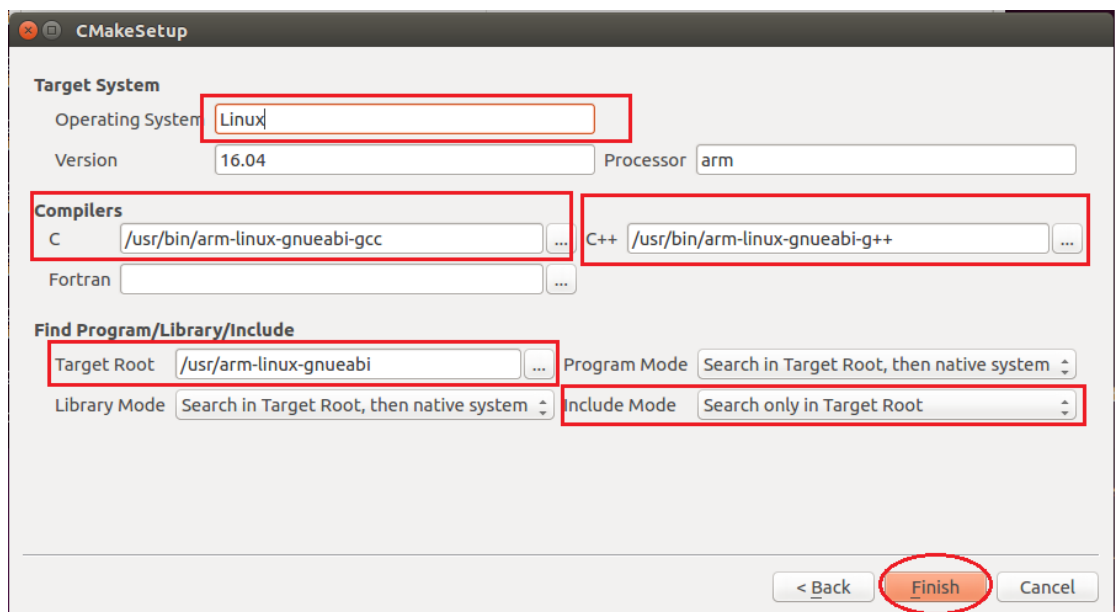 CMakeSetup
Target System
Operating System Linux
Version 16.04 Processor arm
Compilers
C /usr/bin/arm-linux-gnueabi-gcc ... C++ /usr/bin/arm-linux-gnueabi-g++ ...
Fortran ...
Find Program/Library/Include
Target Root /usr/arm-linux-gnueabi ... Program Mode Search in Target Root, then native system
Library Mode Search in Target Root, then native system Include Mode Search only in Target Root
< Back Finish Cancel